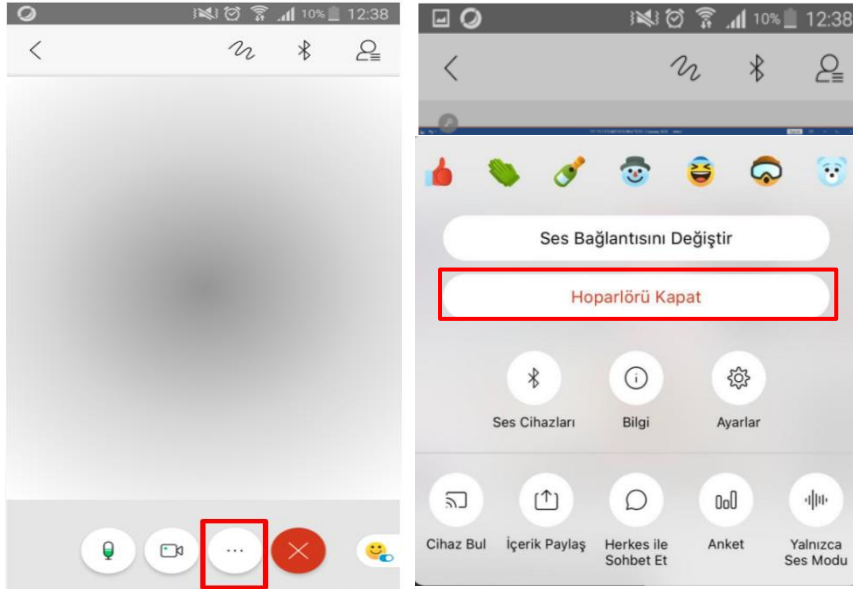 10% 12:38
10% 12:38
Ses Bağlantısını Değiştir
Hoparlörü Kapat
Ses Cihazları
Bilgi
Ayarlar
Cihaz Bul
İçerik Paylaş
Herkes ile
Sohbet Et
Anket
Yalnızca
Ses Modu